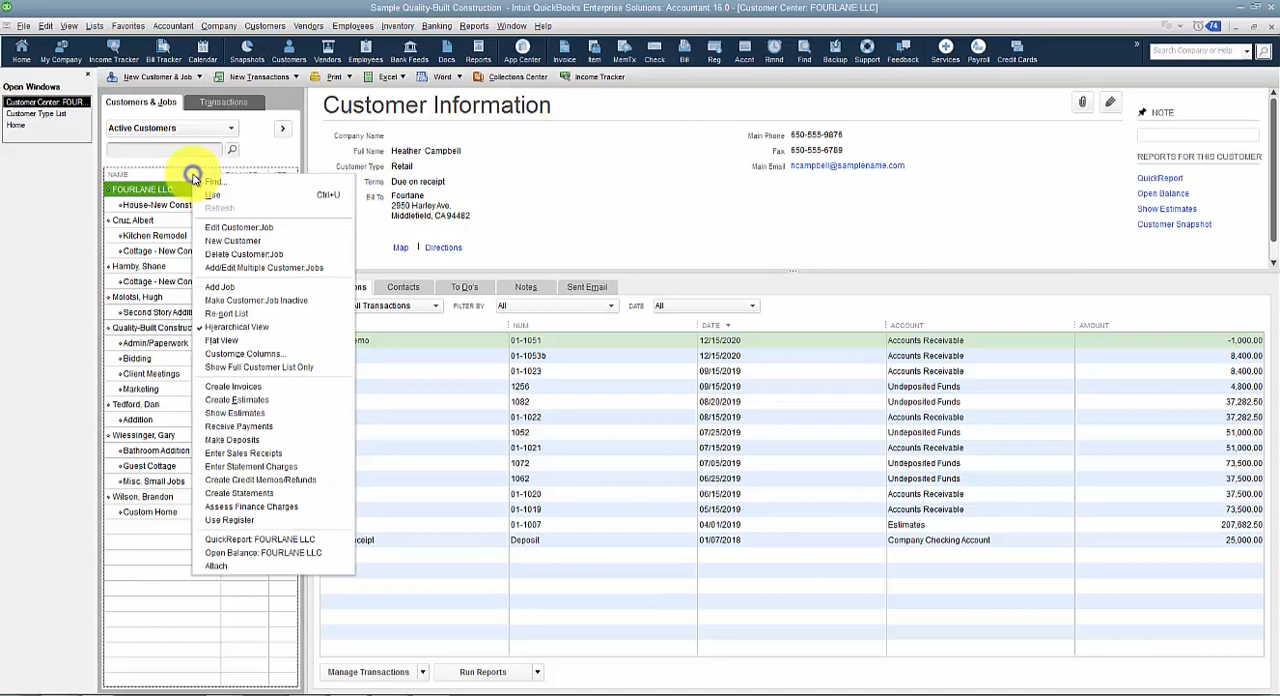 Sample Quality-Built Construction - Intuit QuickBooks Enterprise Solutions: Accountant 16.0 - [Customer Center: FOURLANE LLC]
File Edit View Lists Favorites Accountant Company Customers Vendors Employees Inventory Banking Reports Window Help
74
Home My Company Income Tracker Bill Tracker Calendar Snapshots Customers Vendors Employees Bank Feeds Docs Reports App Center Invoice Item MemTx Check Bill Reg Accnt Rmnd Find Backup Support Feedback Services Payroll Credit Cards
Search Company or Help
New Customer & Job New Transactions Print Excel Word Collections Center Income Tracker
Open Windows
Customer Center: FOUR...
Customer Type List
Home
Customers & Jobs Transactions
Active Customers
NAME
FOURLANE LLC
House-New Const
Cruz, Albert
Kitchen Remodel
Cottage - New Con
Hamby, Shane
Cottage - New Con
Molotsi, Hugh
Second Story Additi
Quality-Built Construc
Admin/Paperwork
Bidding
Client Meetings
Marketing
Tedford, Dan
Addition
Wiessinger, Gary
Bathroom Addition
Guest Cottage
Misc. Small Jobs
Wilson, Brandon
Custom Home
Find...
Use Ctrl+U
Refresh
Edit Customer:Job
New Customer
Delete Customer:Job
Add/Edit Multiple Customer:Jobs
Add Job
Make Customer:Job Inactive
Re-sort List
Hierarchical View
Flat View
Customize Columns...
Show Full Customer List Only
Create Invoices
Create Estimates
Show Estimates
Receive Payments
Make Deposits
Enter Sales Receipts
Enter Statement Charges
Create Credit Memos/Refunds
Create Statements
Assess Finance Charges
Use Register
QuickReport: FOURLANE LLC
Open Balance: FOURLANE LLC
Attach
Customer Information
Company Name
Full Name Heather Campbell
Customer Type Retail
Terms Due on receipt
Bill To Fourlane
2950 Harley Ave.
Middlefield, CA 94482
Map Directions
Main Phone 650-555-9876
Fax 650-555-6789
Main Email hcampbell@samplename.com
NOTE
REPORTS FOR THIS CUSTOMER
QuickReport
Open Balance
Show Estimates
Customer Snapshot
ons Contacts To Do's Notes Sent Email
All Transactions FILTER BY All DATE All
NUM DATE ACCOUNT AMOUNT
emo 01-1051 12/15/2020 Accounts Receivable -1,000.00
01-1053b 12/15/2020 Accounts Receivable 8,400.00
01-1023 09/15/2019 Accounts Receivable 8,400.00
1256 09/15/2019 Undeposited Funds 4,800.00
1082 08/20/2019 Undeposited Funds 37,282.50
01-1022 08/15/2019 Accounts Receivable 37,282.50
1052 07/25/2019 Undeposited Funds 51,000.00
01-1021 07/15/2019 Accounts Receivable 51,000.00
1072 07/05/2019 Undeposited Funds 73,500.00
1062 06/25/2019 Undeposited Funds 37,500.00
01-1020 06/15/2019 Accounts Receivable 37,500.00
01-1019 05/15/2019 Accounts Receivable 73,500.00
01-1007 04/01/2019 Estimates 207,682.50
ceipt Deposit 01/07/2018 Company Checking Account 25,000.00
Manage Transactions Run Reports